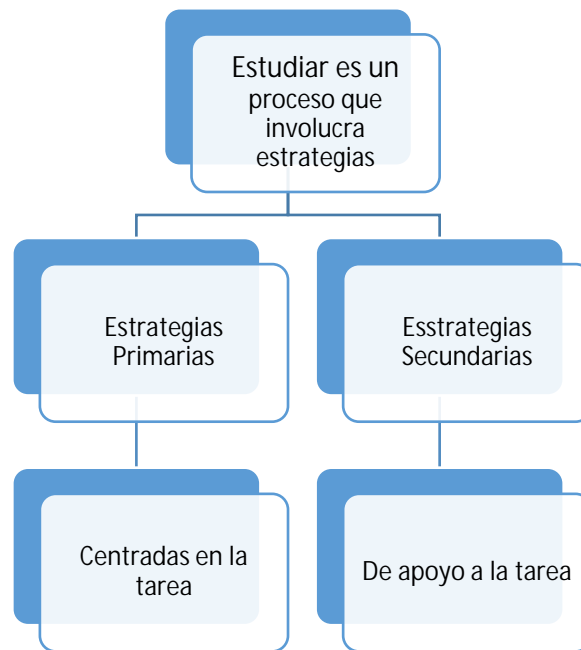 Estudiar es un
proceso que
involucra
estrategias
Estrategias
Primarias
Esstrategias
Secundarias
Centradas en la
tarea
De apoyo a la tarea